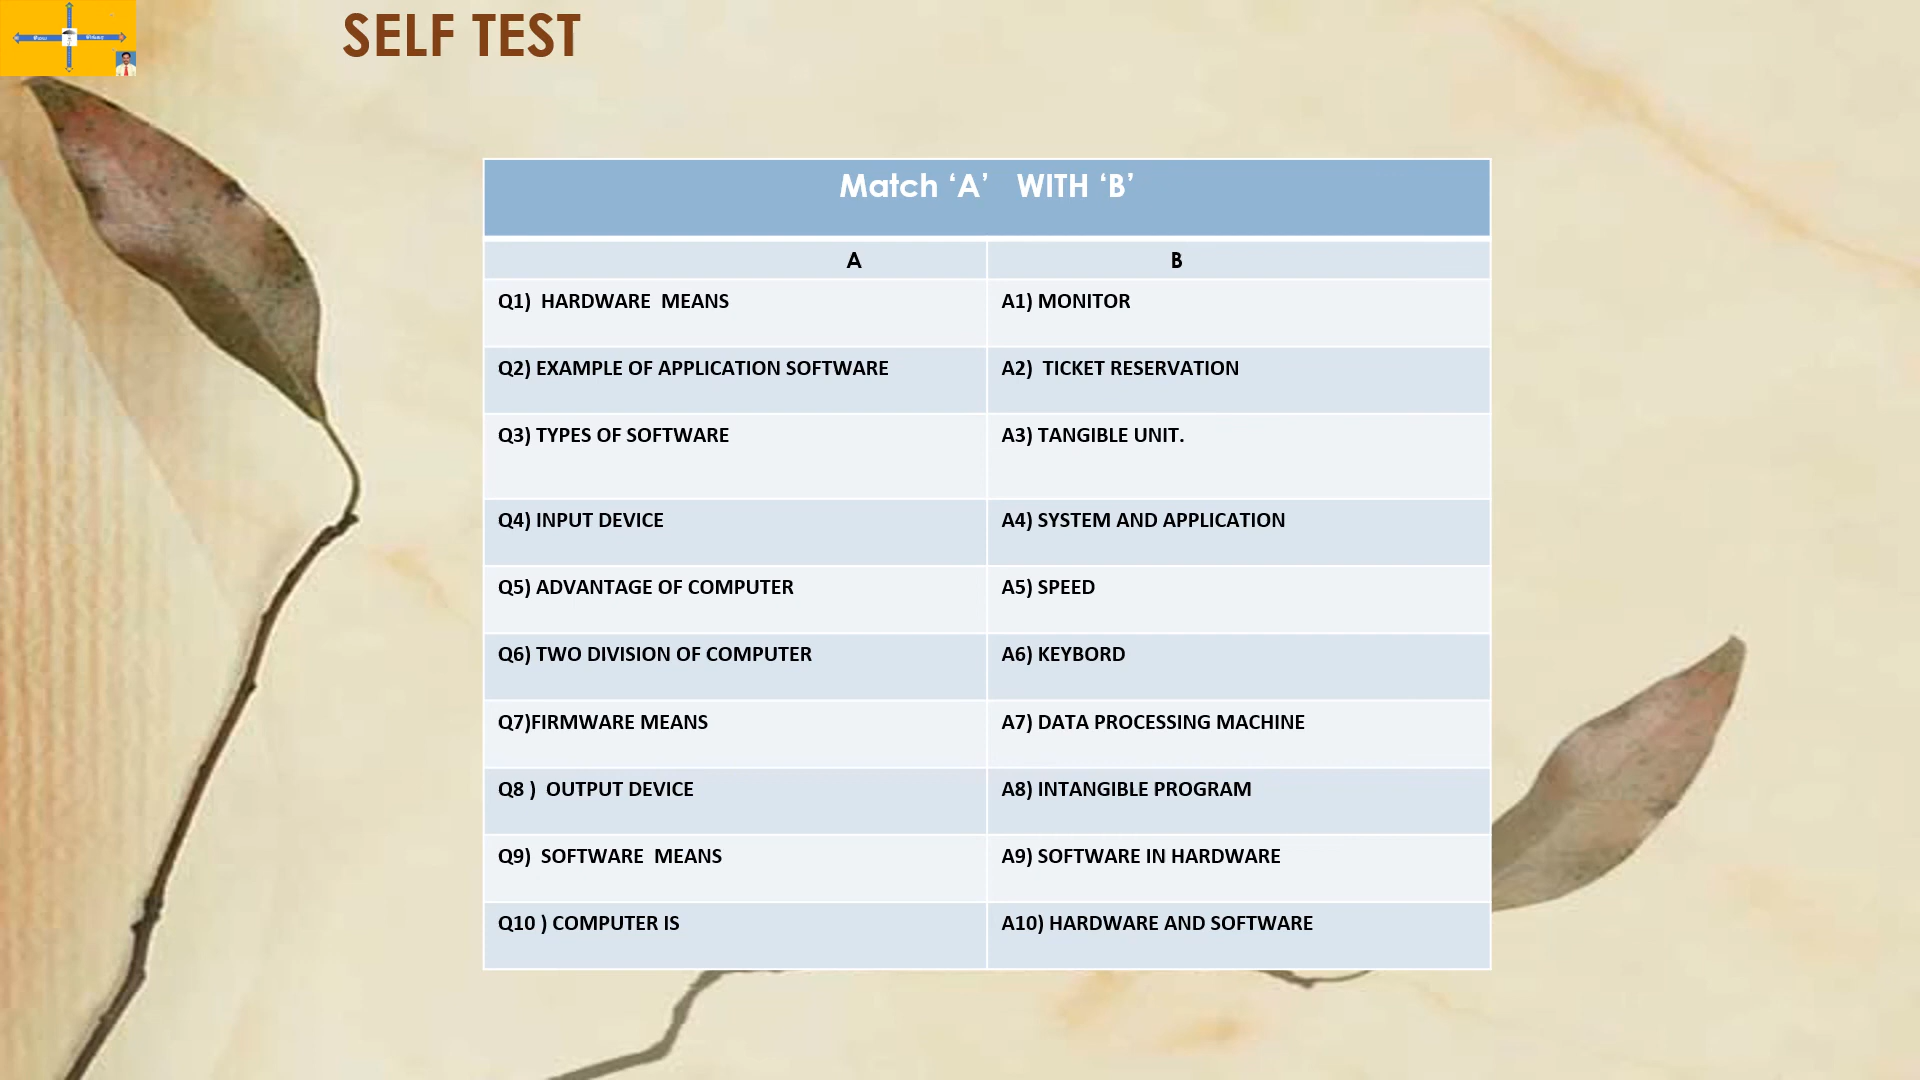 SELF TEST
Match ‘A’ WITH ‘B’
A B
Q1) HARDWARE MEANS A1) MONITOR
Q2) EXAMPLE OF APPLICATION SOFTWARE A2) TICKET RESERVATION
Q3) TYPES OF SOFTWARE A3) TANGIBLE UNIT.
Q4) INPUT DEVICE A4) SYSTEM AND APPLICATION
Q5) ADVANTAGE OF COMPUTER A5) SPEED
Q6) TWO DIVISION OF COMPUTER A6) KEYBORD
Q7)FIRMWARE MEANS A7) DATA PROCESSING MACHINE
Q8 ) OUTPUT DEVICE A8) INTANGIBLE PROGRAM
Q9) SOFTWARE MEANS A9) SOFTWARE IN HARDWARE
Q10 ) COMPUTER IS A10) HARDWARE AND SOFTWARE